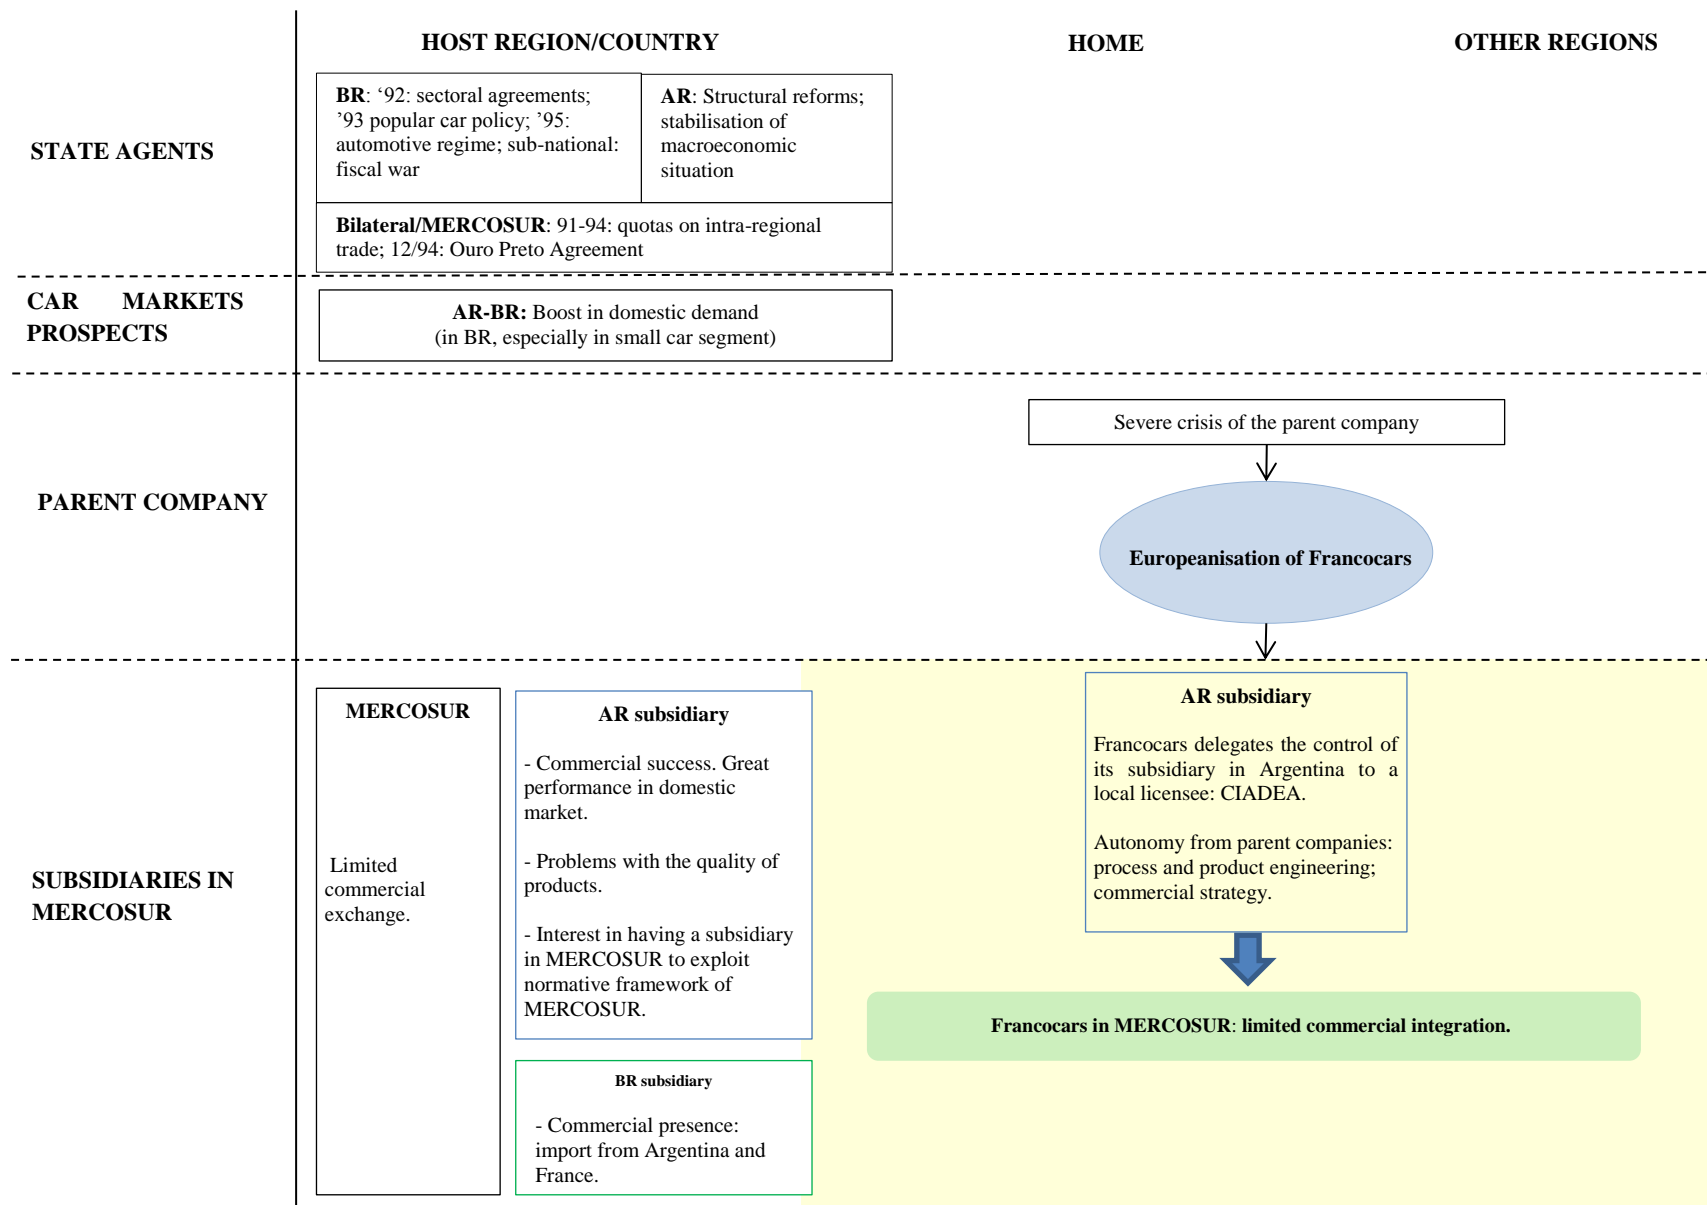 HOST REGION/COUNTRY
HOME
OTHER REGIONS
STATE AGENTS
BR: ‘92: sectoral agreements;
’93 popular car policy; ’95:
automotive regime; sub-national:
fiscal war
AR: Structural reforms;
stabilisation of
macroeconomic
situation
Bilateral/MERCOSUR: 91-94: quotas on intra-regional
trade; 12/94: Ouro Preto Agreement
CAR MARKETS
PROSPECTS
AR-BR: Boost in domestic demand
(in BR, especially in small car segment)
PARENT COMPANY
Severe crisis of the parent company
Europeanisation of Francocars
SUBSIDIARIES IN
MERCOSUR
MERCOSUR
Limited
commercial
exchange.
AR subsidiary
- Commercial success. Great
performance in domestic
market.
- Problems with the quality of
products.
- Interest in having a subsidiary
in MERCOSUR to exploit
normative framework of
MERCOSUR.
BR subsidiary
- Commercial presence:
import from Argentina and
France.
AR subsidiary
Francocars delegates the control of
its subsidiary in Argentina to a
local licensee: CIADEA.
Autonomy from parent companies:
process and product engineering;
commercial strategy.
Francocars in MERCOSUR: limited commercial integration.